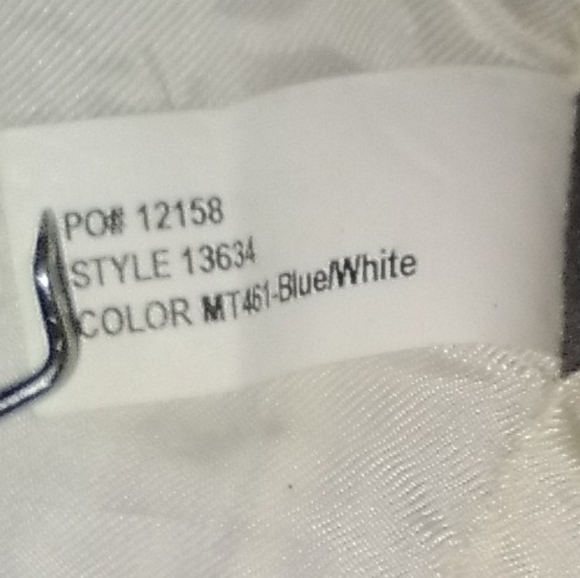 PO# 12158
STYLE 13634
COLOR MT461-Blue/White